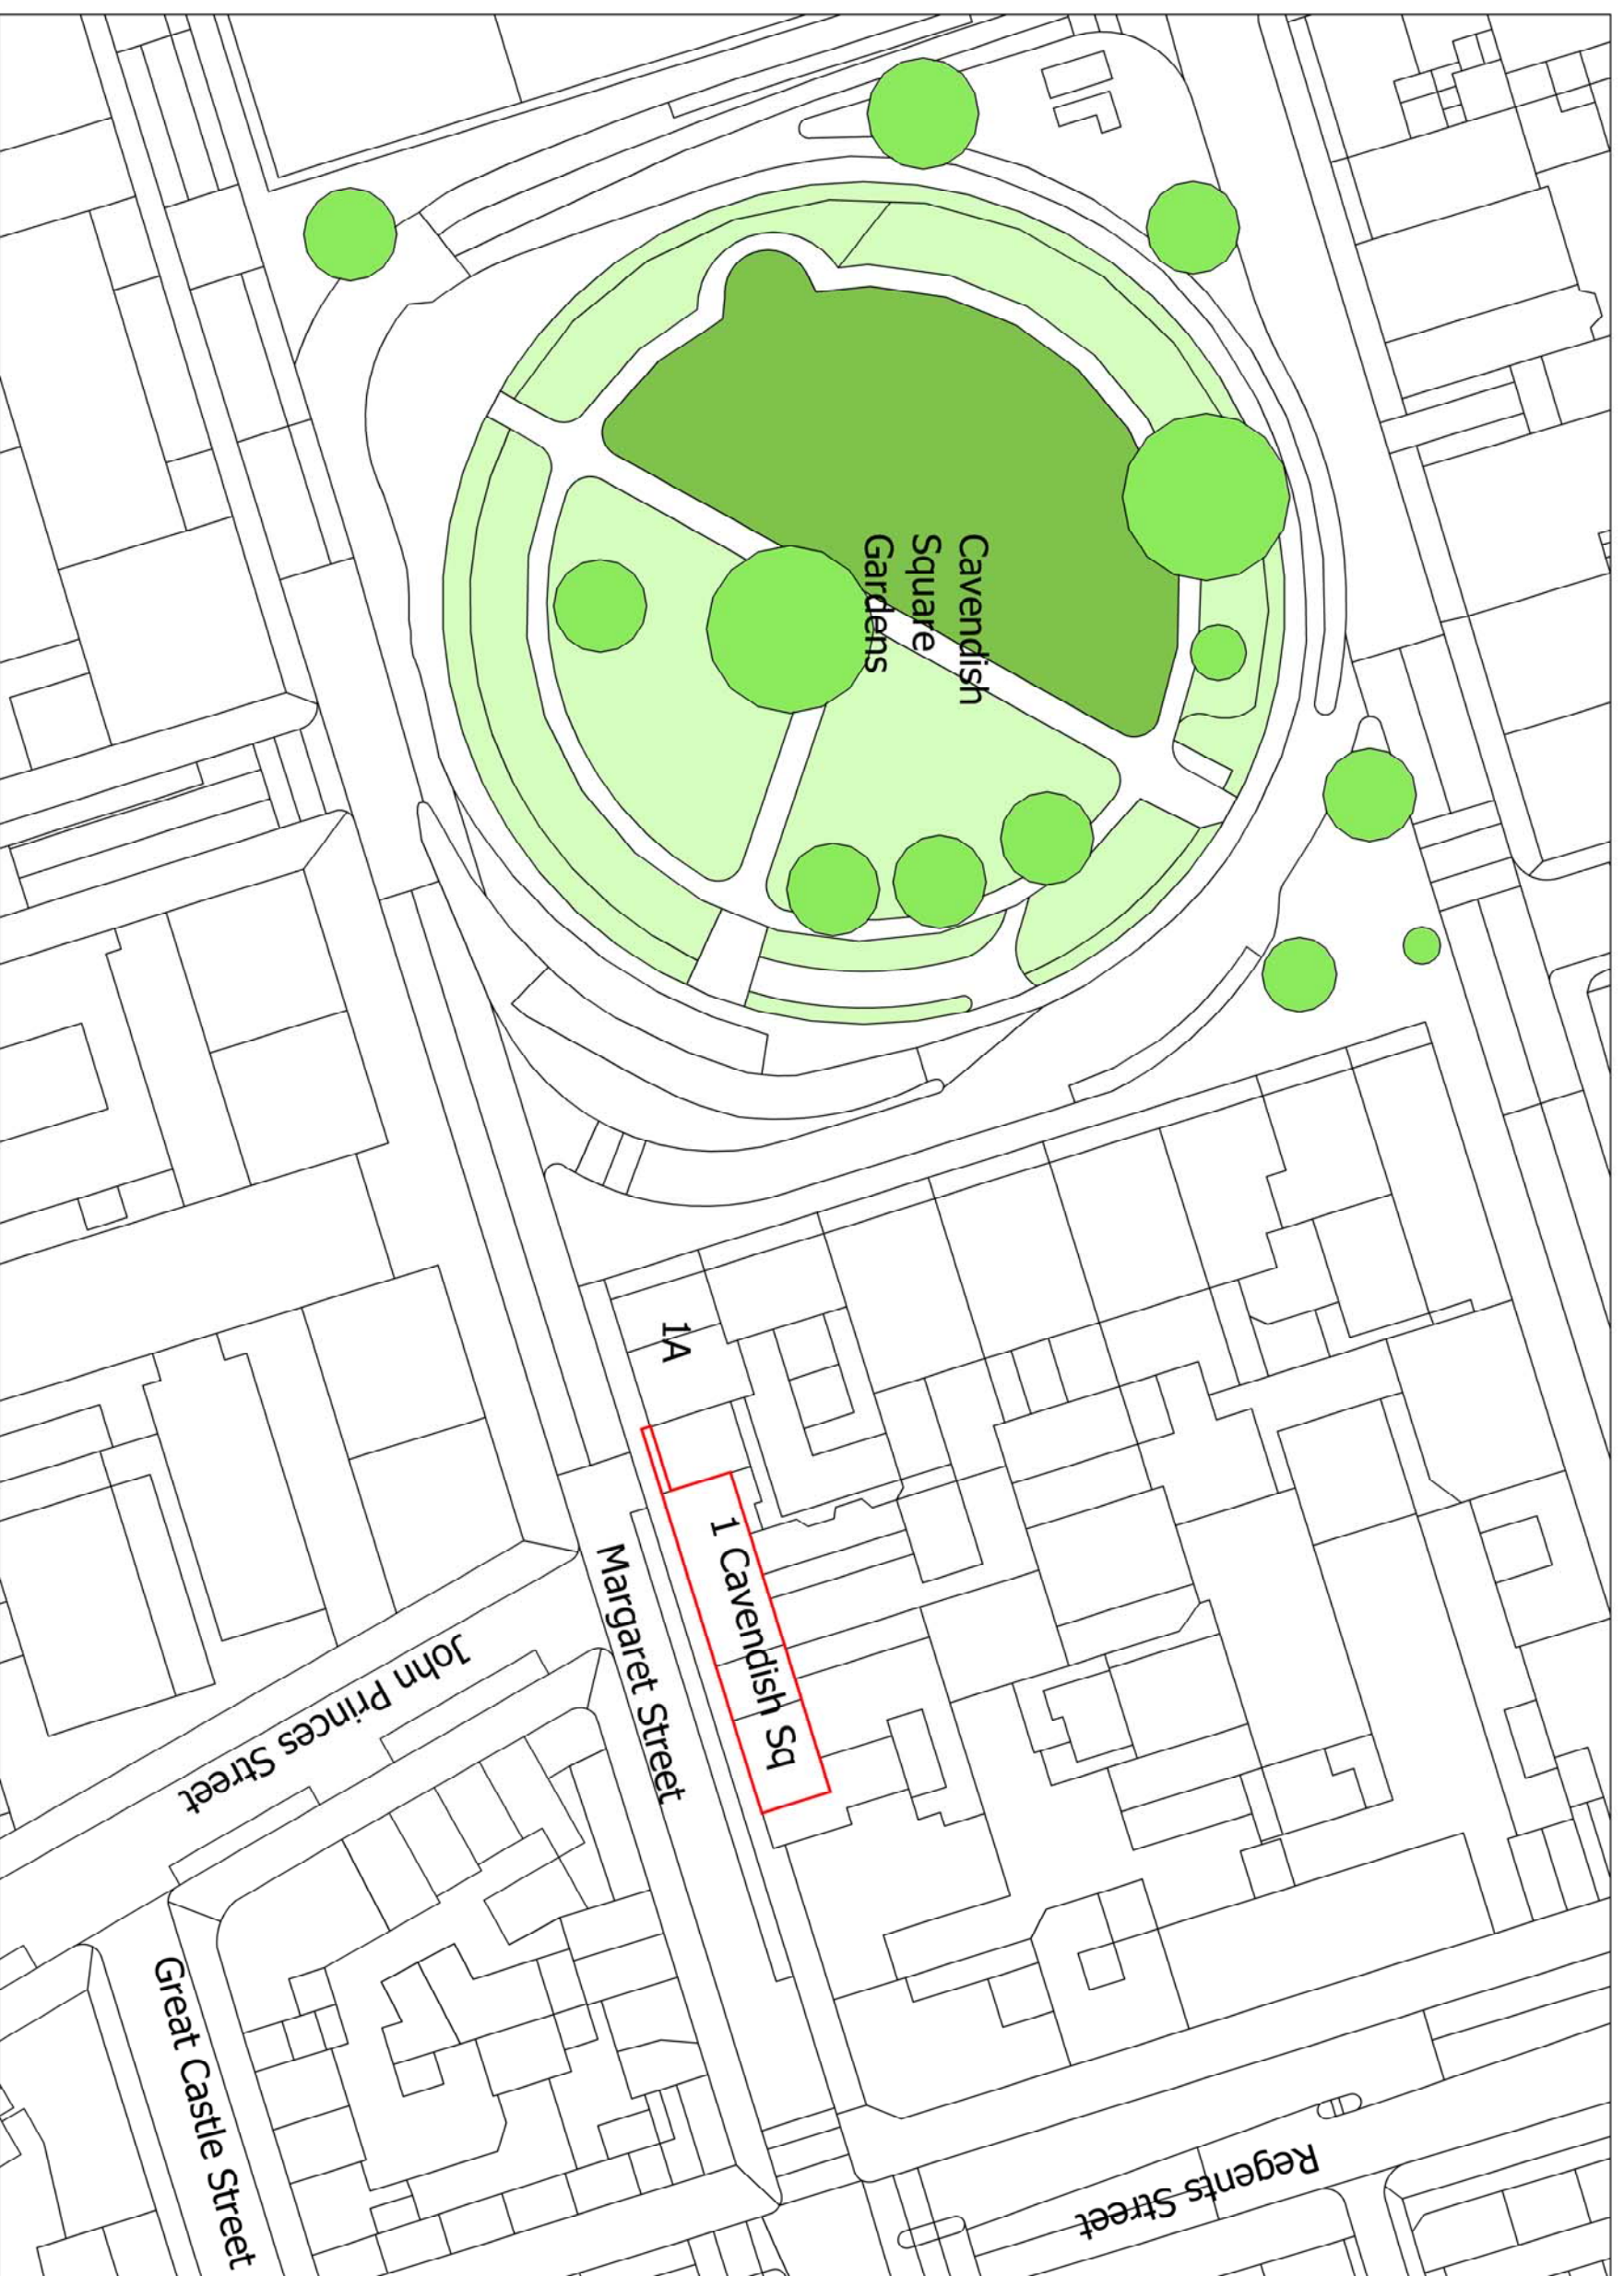 Cavendish
Square
Gardens
1A
1 Cavendish Sq
Margaret Street
John Princes Street
Great Castle Street
Regents Street